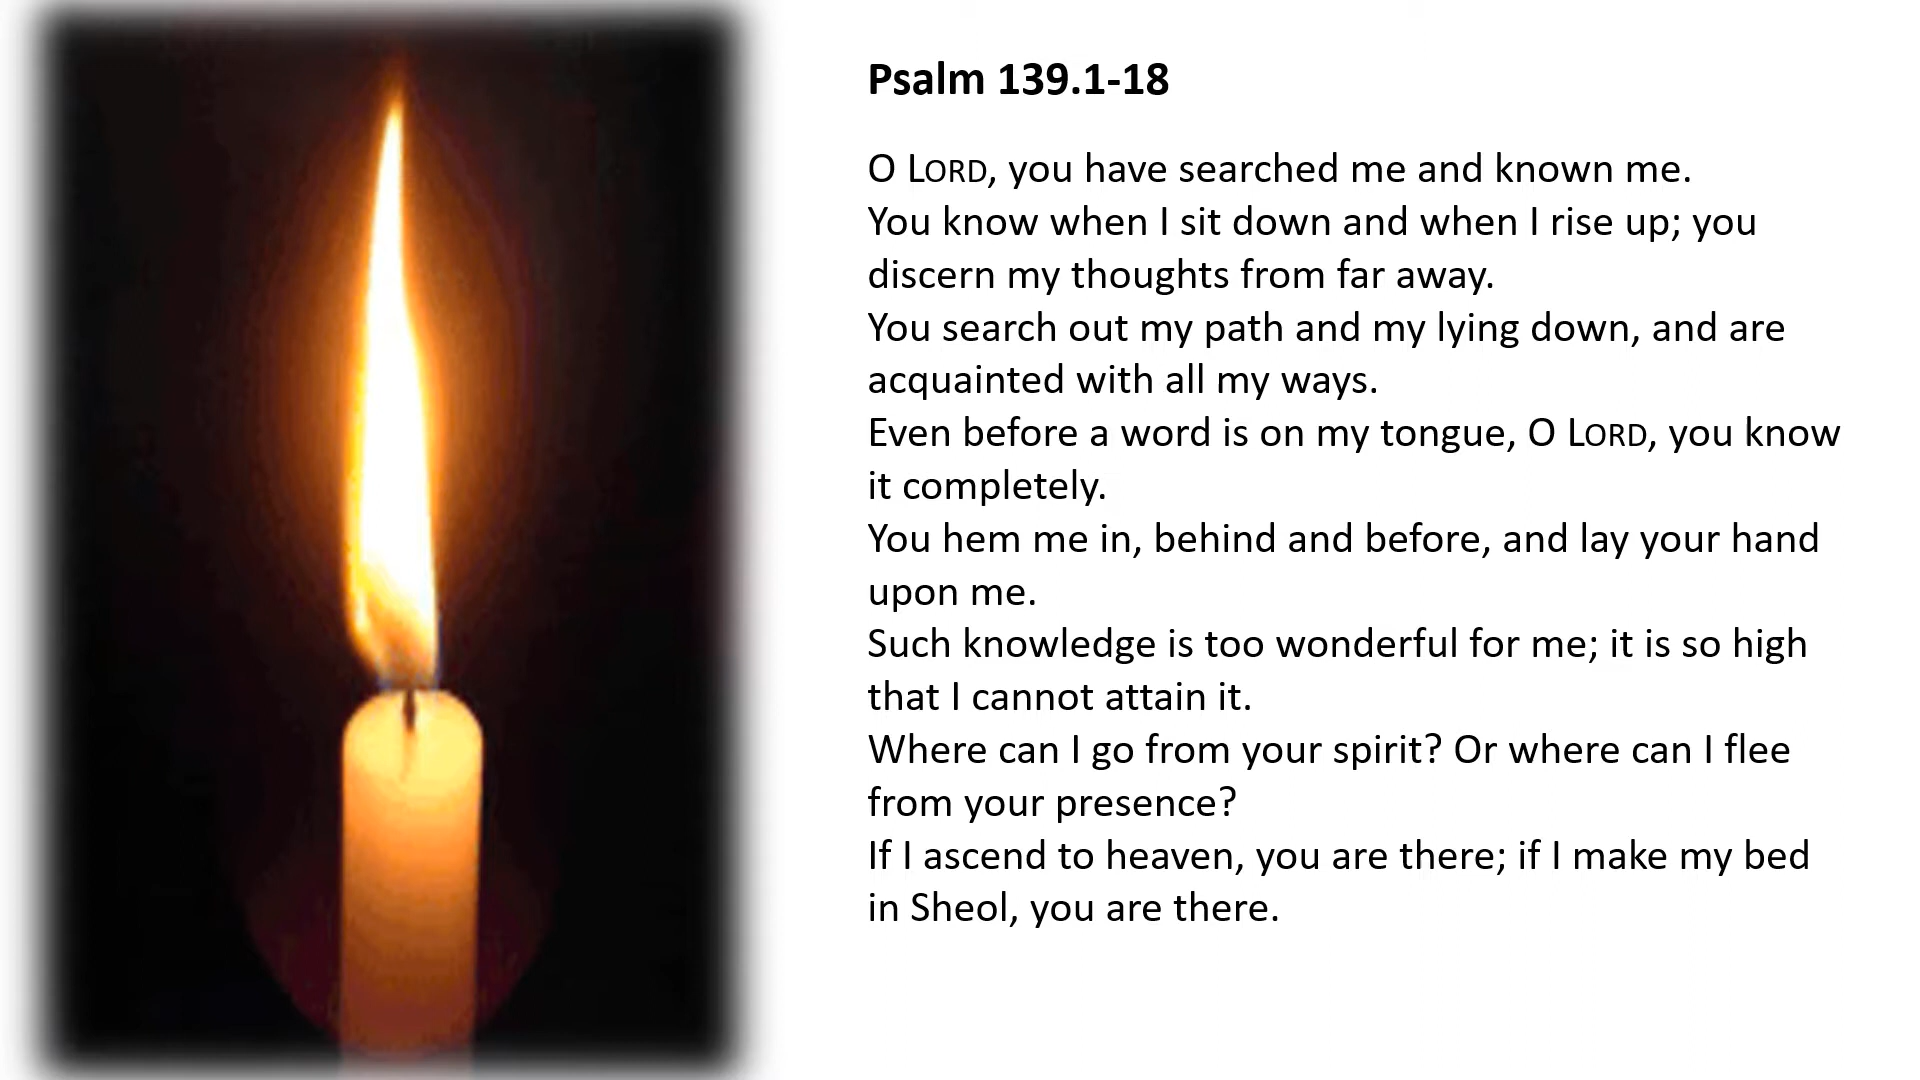 Psalm 139.1-18
O LORD, you have searched me and known me.
You know when I sit down and when I rise up; you
discern my thoughts from far away.
You search out my path and my lying down, and are
acquainted with all my ways.
Even before a word is on my tongue, O LORD, you know
it completely.
You hem me in, behind and before, and lay your hand
upon me.
Such knowledge is too wonderful for me; it is so high
that I cannot attain it.
Where can I go from your spirit? Or where can I flee
from your presence?
If I ascend to heaven, you are there; if I make my bed
in Sheol, you are there.